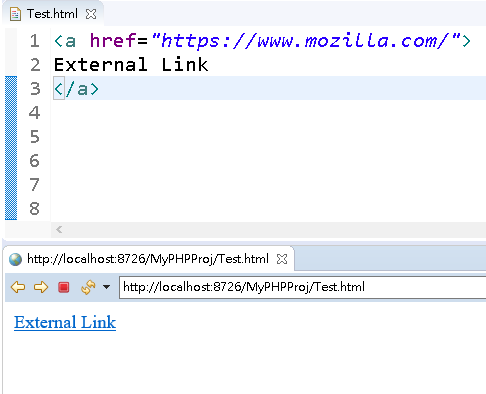 Test.html
1 <a href="https://www.mozilla.com/">
2 External Link
3 </a>
4
5
6
7
8
http://localhost:8726/MyPHPProj/Test.html
http://localhost:8726/MyPHPProj/Test.html
External Link